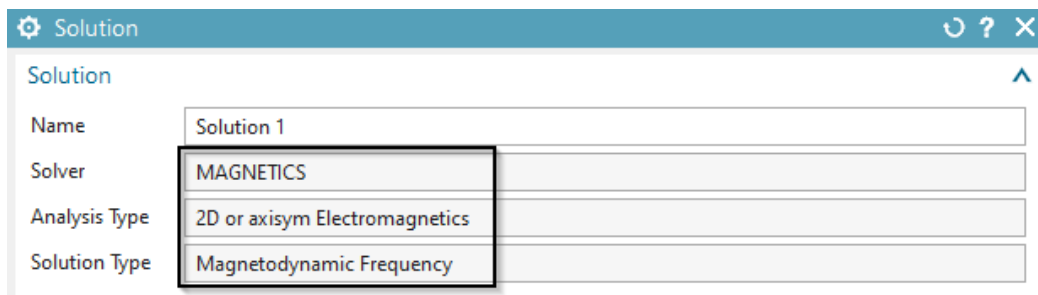 Solution ?
Solution
Name Solution 1
Solver MAGNETICS
Analysis Type 2D or axisym Electromagnetics
Solution Type Magnetodynamic Frequency